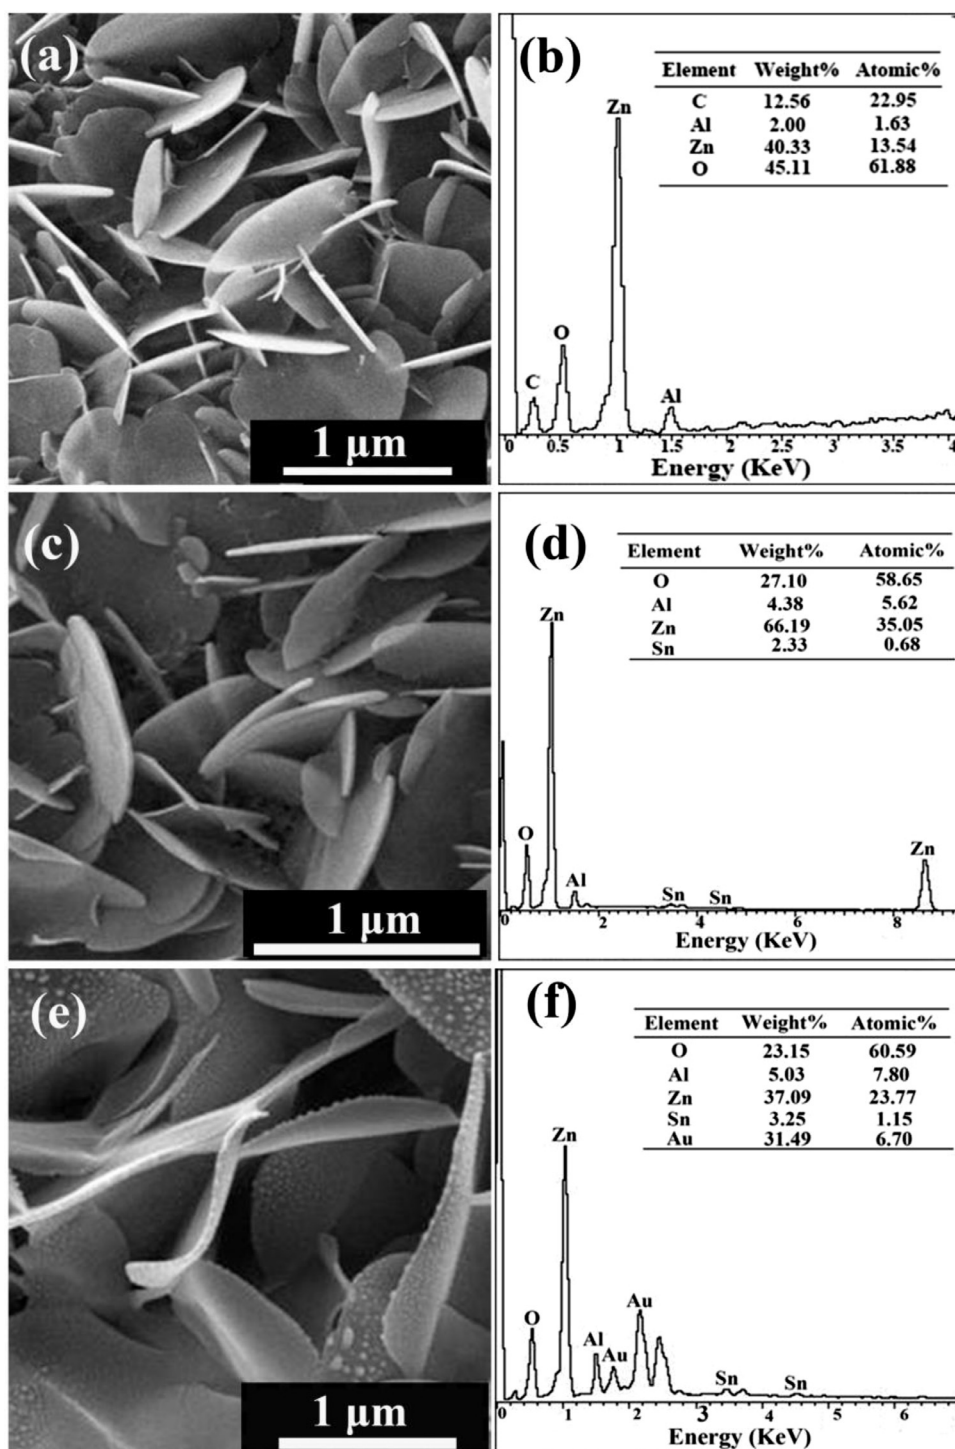 (a)
1 μm
(b)
Element Weight% Atomic%
C 12.56 22.95
Al 2.00 1.63
Zn 40.33 13.54
O 45.11 61.88
Zn
O
C
Al
0 0.5 1 1.5 2 2.5 3 3.5 4
Energy (KeV)
(c)
1 μm
(d)
Element Weight% Atomic%
O 27.10 58.65
Al 4.38 5.62
Zn 66.19 35.05
Sn 2.33 0.68
Zn
O
Al
Sn Sn
Zn
0 2 4 6 8
Energy (KeV)
(e)
1 μm
(f)
Element Weight% Atomic%
O 23.15 60.59
Al 5.03 7.80
Zn 37.09 23.77
Sn 3.25 1.15
Au 31.49 6.70
Zn
Au
O
Al
Au
Sn Sn
0 1 2 3 4 5 6
Energy (KeV)